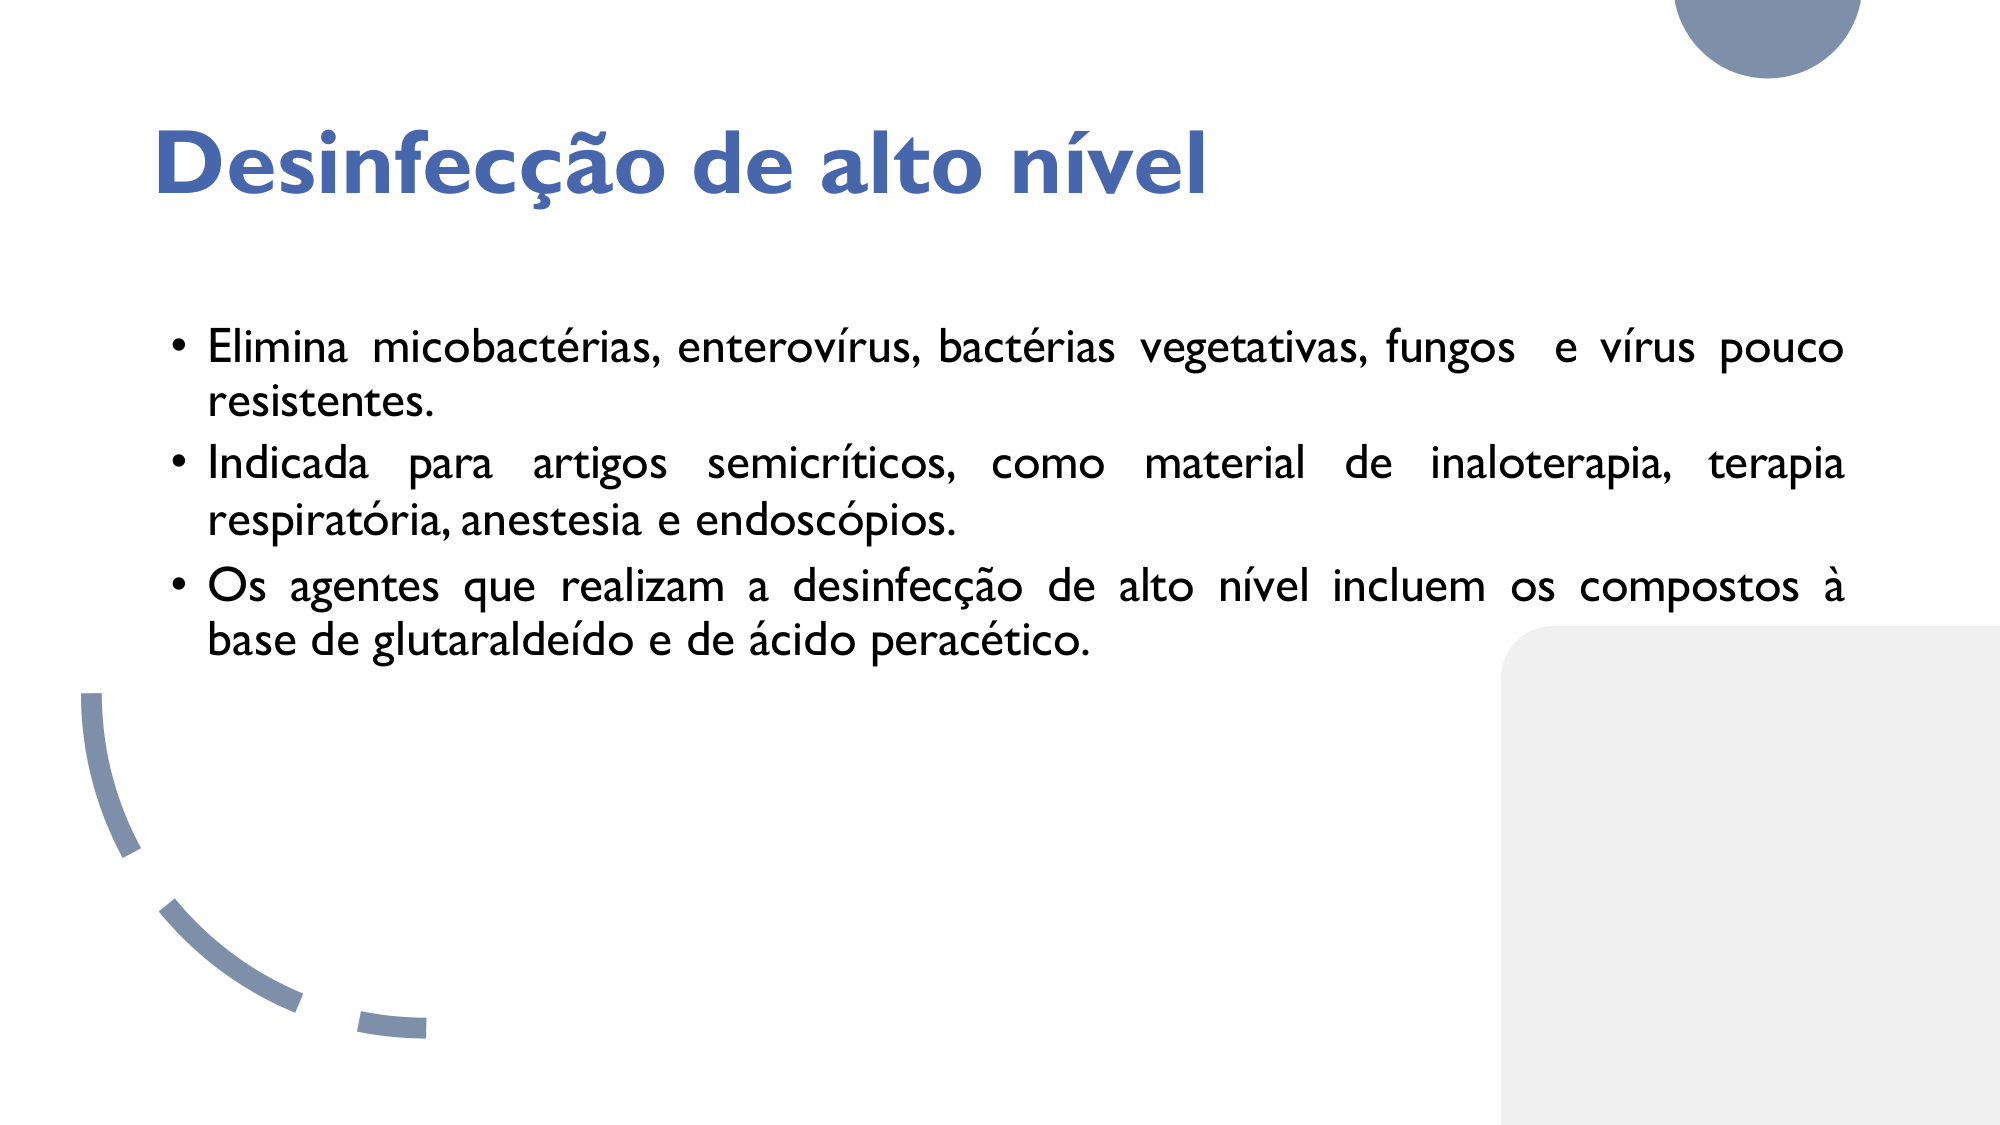 Desinfecção de alto nível
• Elimina micobactérias, enterovírus, bactérias vegetativas, fungos e vírus pouco
resistentes.
• Indicada para artigos semicríticos, como material de inaloterapia, terapia
respiratória, anestesia e endoscópios.
• Os agentes que realizam a desinfecção de alto nível incluem os compostos à
base de glutaraldeído e de ácido peracético.